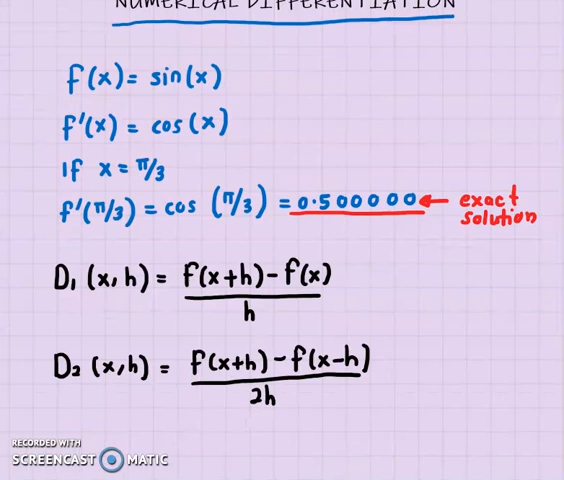 NUMERICAL DIFFERENTIATION
f(x) = sin(x)
f'(x) = cos(x)
if x = π/3
f'(π/3) = cos (π/3) = 0.500000 ← exact solution
D₁ (x,h) = f(x+h) - f(x) / h
D₂ (x,h) = f(x+h) - f(x-h) / 2h
RECORDED WITH
SCREENCAST MATIC